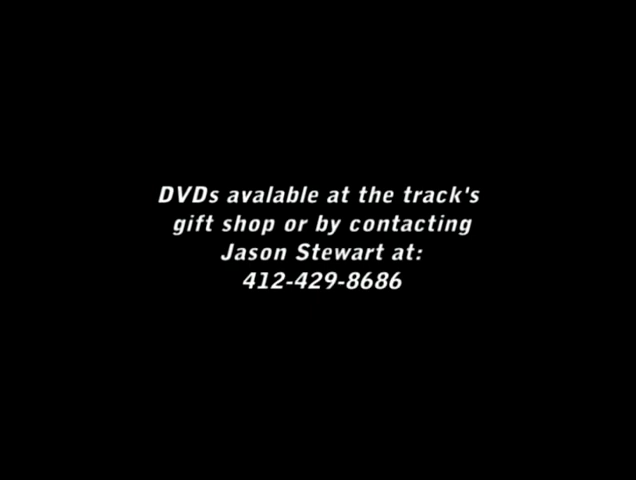 DVDs avalable at the track's
gift shop or by contacting
Jason Stewart at:
412-429-8686